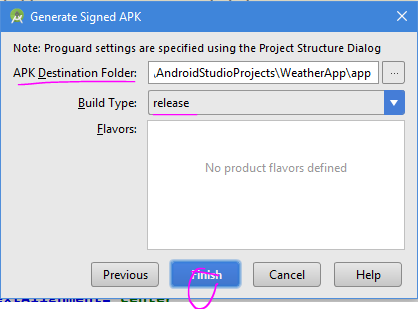 Generate Signed APK
Note: Proguard settings are specified using the Project Structure Dialog
APK Destination Folder: .AndroidStudioProjects\WeatherApp\app ...
Build Type: release
Flavors:
No product flavors defined
Previous Finish Cancel Help